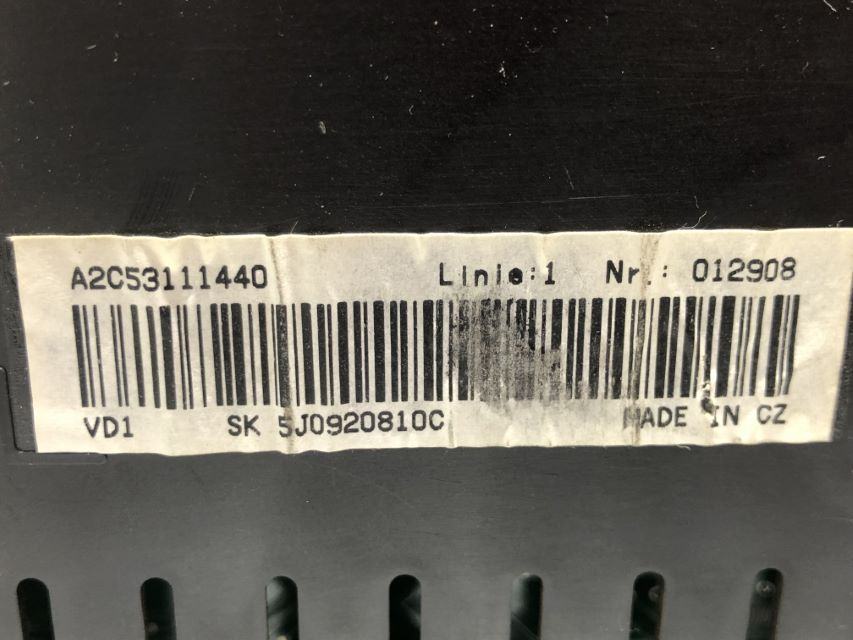 A2C53111440 Linie:1 Nr.: 012908
VD1 SK 5J0920810C MADE IN CZ